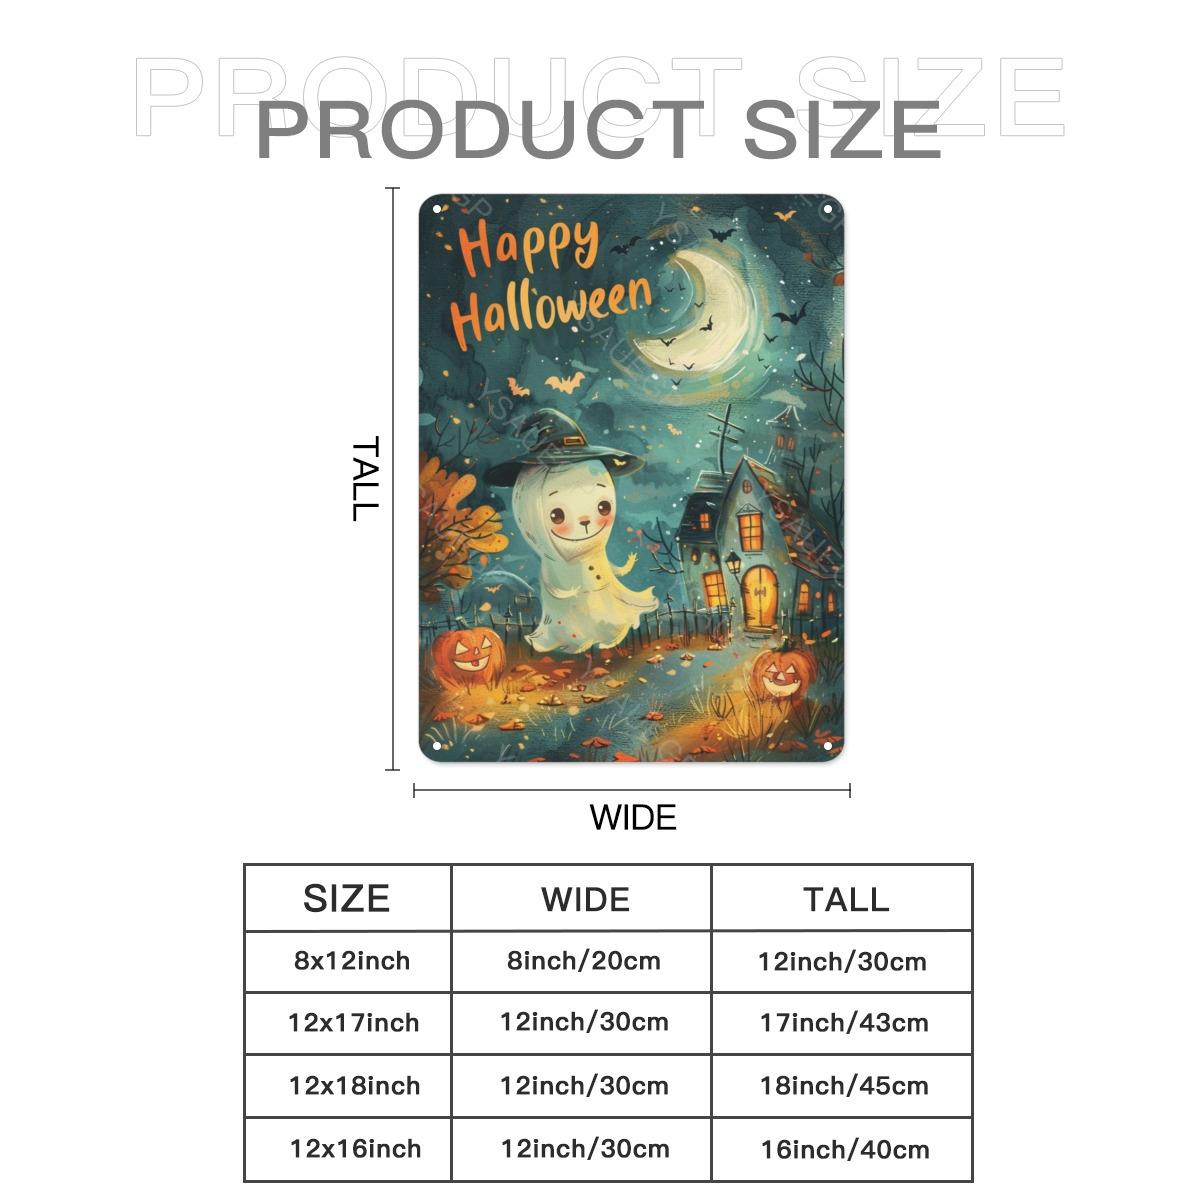 PRODUCT SIZE
PRODUCT SIZE
Happy
Halloween
TALL
WIDE
SIZE WIDE TALL
8x12inch 8inch/20cm 12inch/30cm
12x17inch 12inch/30cm 17inch/43cm
12x18inch 12inch/30cm 18inch/45cm
12x16inch 12inch/30cm 16inch/40cm